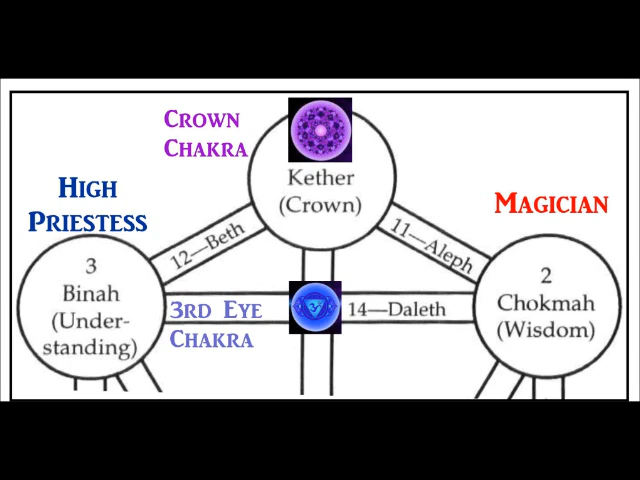 Crown
Chakra
Kether
(Crown)
High
Priestess
Magician
12—Beth
11—Aleph
3
Binah
(Under-
standing)
3rd Eye
Chakra
14—Daleth
2
Chokmah
(Wisdom)